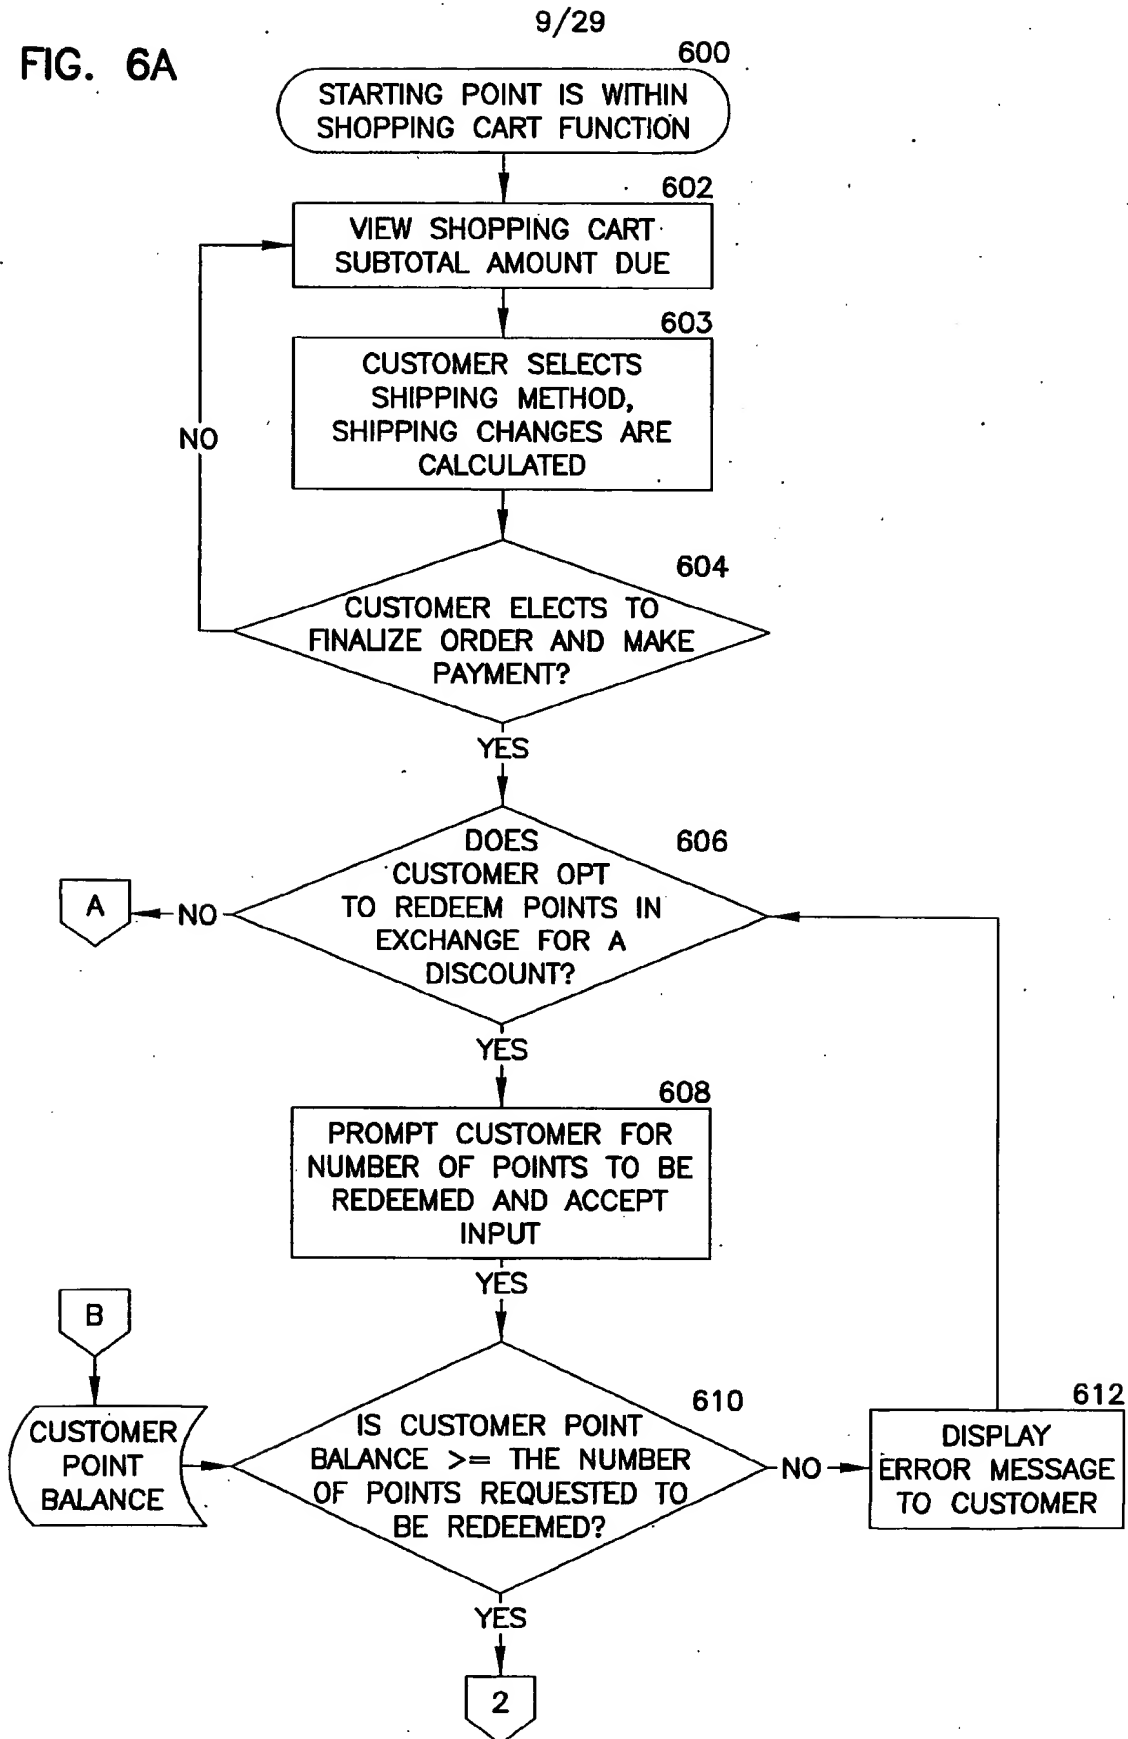 9/29
FIG. 6A
600
STARTING POINT IS WITHIN
SHOPPING CART FUNCTION
602
VIEW SHOPPING CART
SUBTOTAL AMOUNT DUE
603
CUSTOMER SELECTS
SHIPPING METHOD,
SHIPPING CHANGES ARE
CALCULATED
NO
604
CUSTOMER ELECTS TO
FINALIZE ORDER AND MAKE
PAYMENT?
YES
606
DOES
CUSTOMER OPT
TO REDEEM POINTS IN
EXCHANGE FOR A
DISCOUNT?
NO
A
YES
608
PROMPT CUSTOMER FOR
NUMBER OF POINTS TO BE
REDEEMED AND ACCEPT
INPUT
YES
B
CUSTOMER
POINT
BALANCE
610
IS CUSTOMER POINT
BALANCE >= THE NUMBER
OF POINTS REQUESTED TO
BE REDEEMED?
NO
612
DISPLAY
ERROR MESSAGE
TO CUSTOMER
YES
2